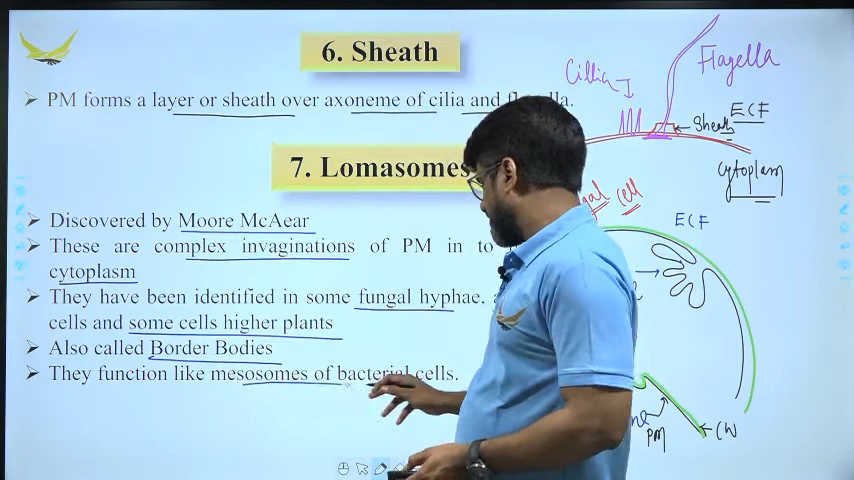 6. Sheath
PM forms a layer or sheath over axoneme of cilia and flagella.
Cillia
Flagella
Sheath
ECF
cytoplasm
7. Lomasomes
cell
ECF
Discovered by Moore McAear
These are complex invaginations of PM in to
cytoplasm
They have been identified in some fungal hyphae.
cells and some cells higher plants
Also called Border Bodies
They function like mesosomes of bacterial cells.
PM
CW